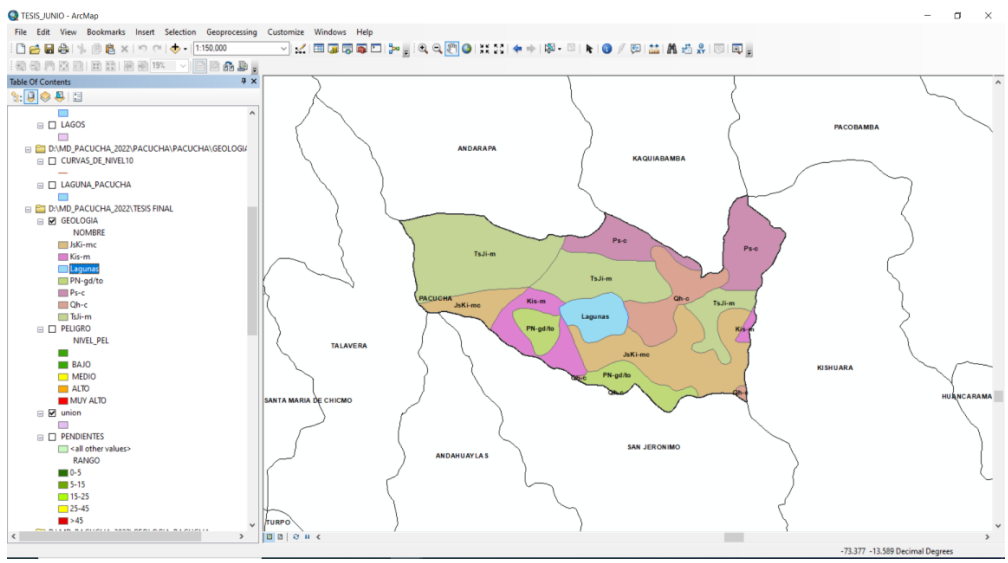 TESIS_JUNIO - ArcMap
File Edit View Bookmarks Insert Selection Geoprocessing Customize Windows Help
1:150.000
19%
Table Of Contents
LAGOS
D:\MD_PACUCHA_2022\PACUCHA\PACUCHA\GEOLOGIA
CURVAS_DE_NIVEL10
LAGUNA_PACUCHA
D:\MD_PACUCHA_2022\TESIS FINAL
GEOLOGIA
NOMBRE
JsKi-mc
Kis-m
Lagunas
PN-gd/to
Ps-c
Qh-c
TsJi-m
PELIGRO
NIVEL_PEL
BAJO
MEDIO
ALTO
MUY ALTO
union
PENDIENTES
<all other values>
RANGO
0-5
5-15
15-25
25-45
>45
PACOBAMBA
ANDARAPA
KAQUIABAMBA
Ps-c
Ps-c
TsJi-m
TsJi-m
PACUCHA
JsKi-mc
Kis-m
Qh-c
TsJi-m
Lagunas
PN-gd/to
Kis-m
TALAVERA
JsKi-mc
KISHUARA
Qh-c
PN-gd/to
Qh-c
Qh-c
SANTA MARIA DE CHICMO
HUANCARAMA
SAN JERONIMO
ANDAHUAYLAS
TURPO
-73.377 -13.589 Decimal Degrees